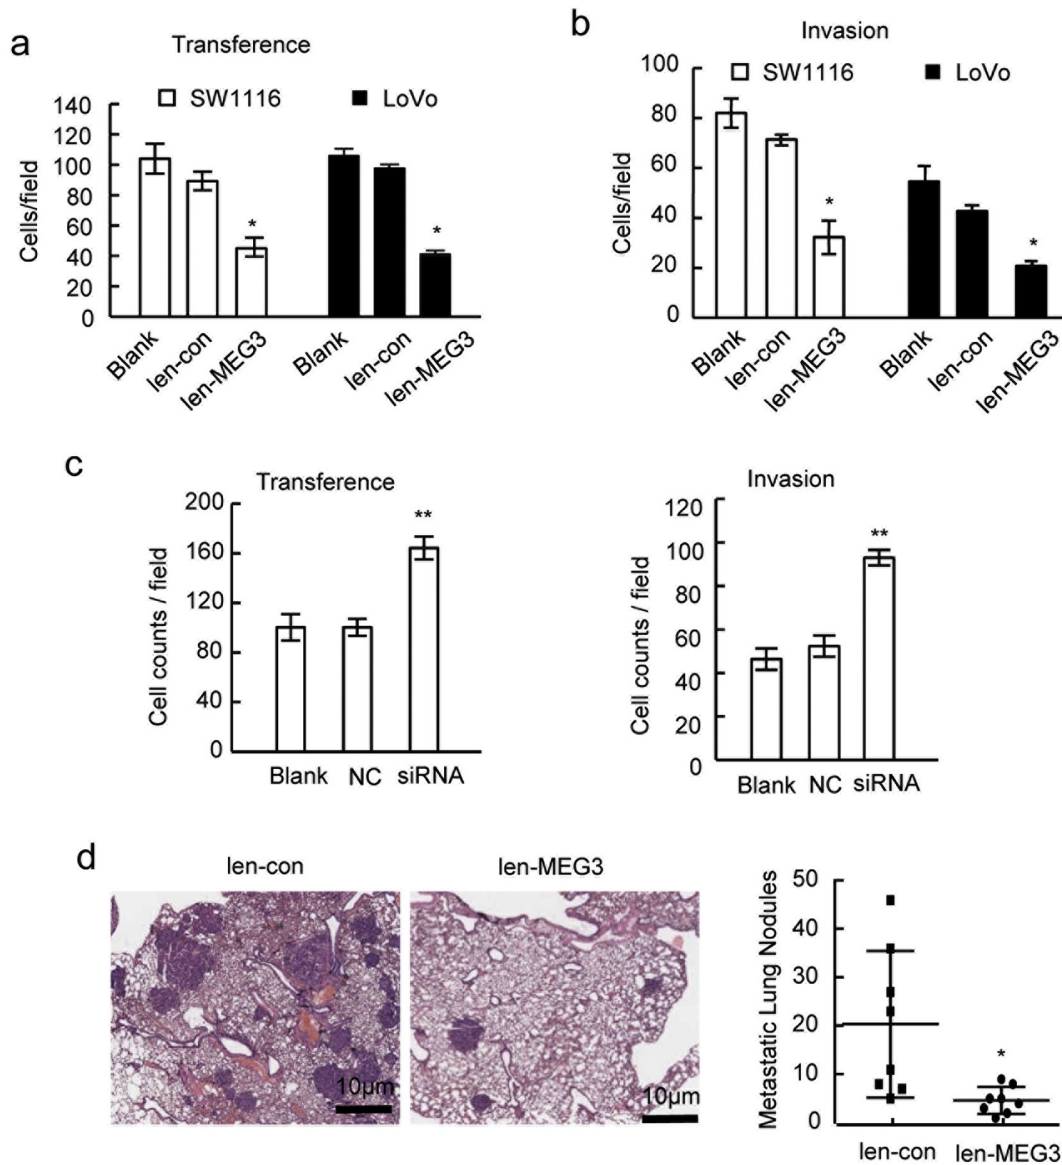 a
Transference
SW1116 LoVo
Cells/field
140
120
100
80
60
40
20
0
*
*
Blank len-con len-MEG3 Blank len-con len-MEG3
b
Invasion
SW1116 LoVo
Cells/field
100
80
60
40
20
0
*
*
Blank len-con len-MEG3 Blank len-con len-MEG3
c
Transference
Cell counts / field
200
160
120
80
40
0
**
Blank NC siRNA
Invasion
Cell counts / field
120
100
80
60
40
20
0
**
Blank NC siRNA
d
len-con
10μm
len-MEG3
10μm
Metastatic Lung Nodules
50
40
30
20
10
0
*
len-con len-MEG3